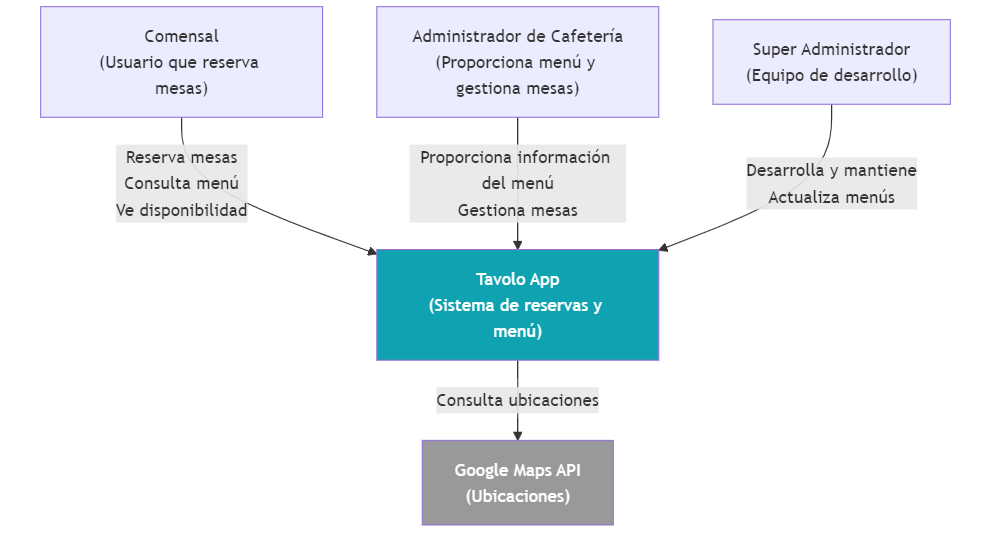 Comensal
(Usuario que reserva
mesas)
Administrador de Cafetería
(Proporciona menú y
gestiona mesas)
Super Administrador
(Equipo de desarrollo)
Reserva mesas
Consulta menú
Ve disponibilidad
Proporciona información
del menú
Gestiona mesas
Desarrolla y mantiene
Actualiza menús
Tavolo App
(Sistema de reservas y
menú)
Consulta ubicaciones
Google Maps API
(Ubicaciones)